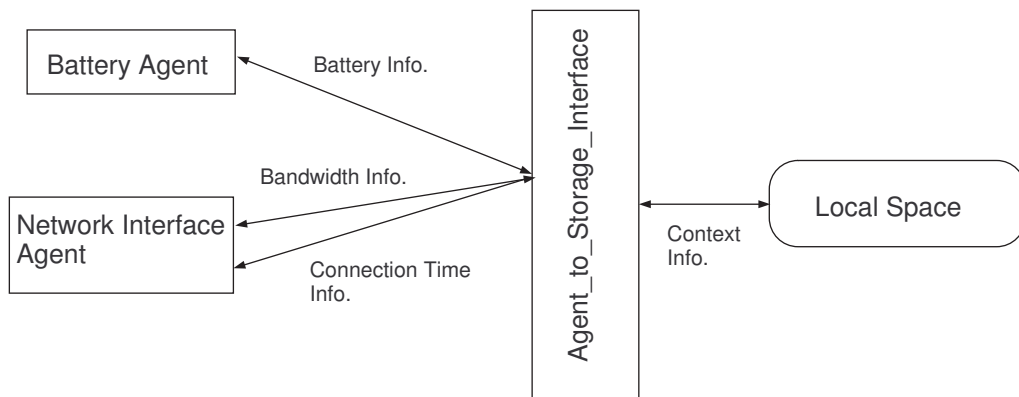 Battery Agent
Battery Info.
Bandwidth Info.
Network Interface
Agent
Connection Time
Info.
Agent_to_Storage_Interface
Context
Info.
Local Space